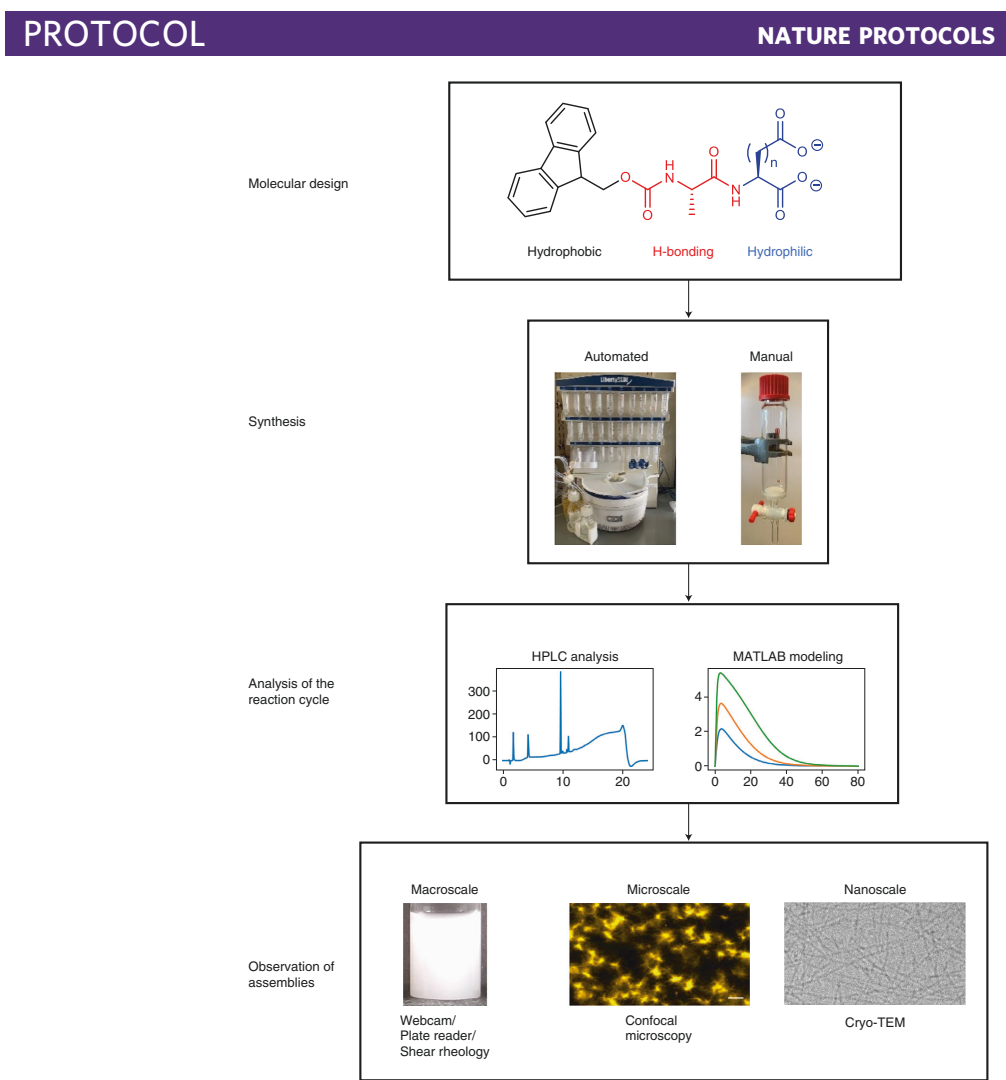 PROTOCOL
NATURE PROTOCOLS
Molecular design
O
O
⊖
( )n
H
N
O
O
O
O
N
H
O
⊖
O
Hydrophobic
H-bonding
Hydrophilic
Synthesis
Automated
Manual
Analysis of the
reaction cycle
HPLC analysis
300
200
100
0
0 10 20
MATLAB modeling
4
2
0
0 20 40 60 80
Observation of
assemblies
Macroscale
Microscale
Nanoscale
Webcam/
Plate reader/
Shear rheology
Confocal
microscopy
Cryo-TEM